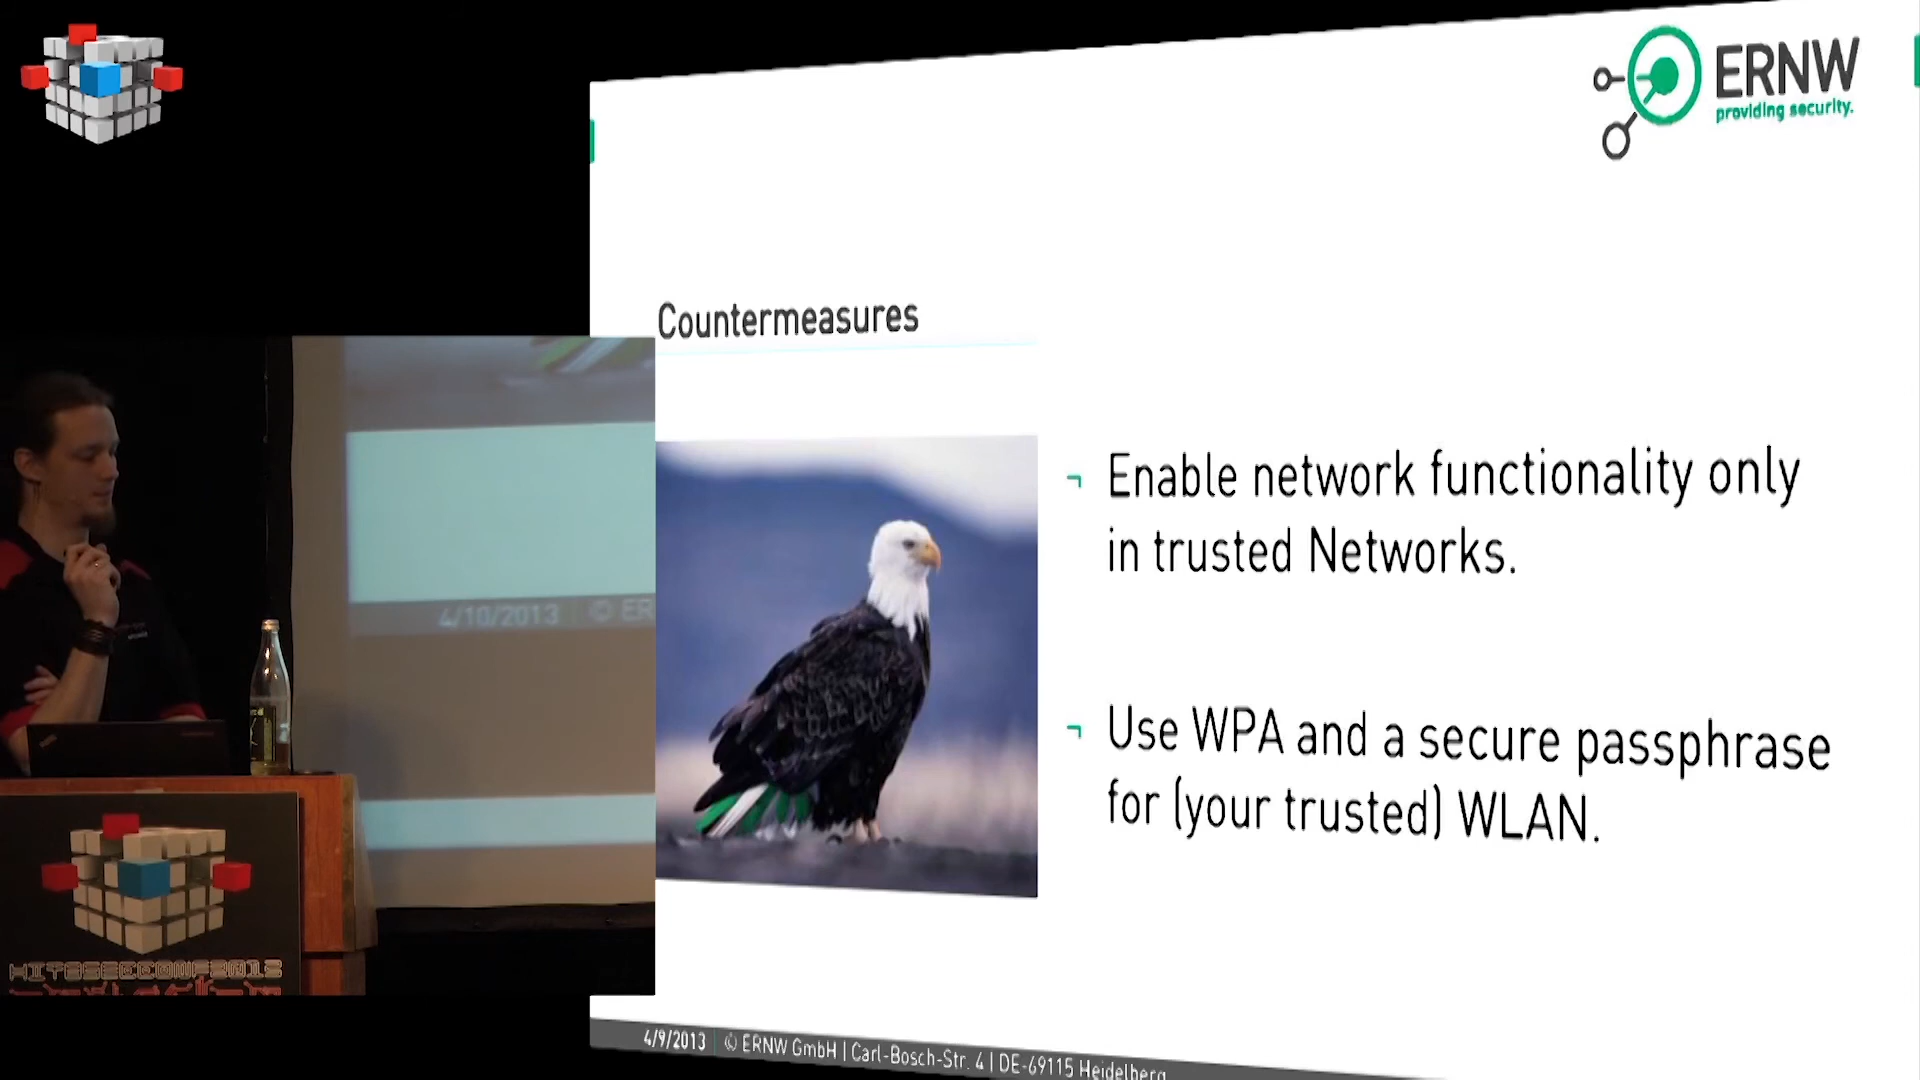 ERNW
providing security.
Countermeasures
¬ Enable network functionality only
in trusted Networks.
¬ Use WPA and a secure passphrase
for (your trusted) WLAN.
4/10/2013 © ER
HITBSECCONF2013
4/9/2013 | © ERNW GmbH | Carl-Bosch-Str. 4 | DE-69115 Heidelberg